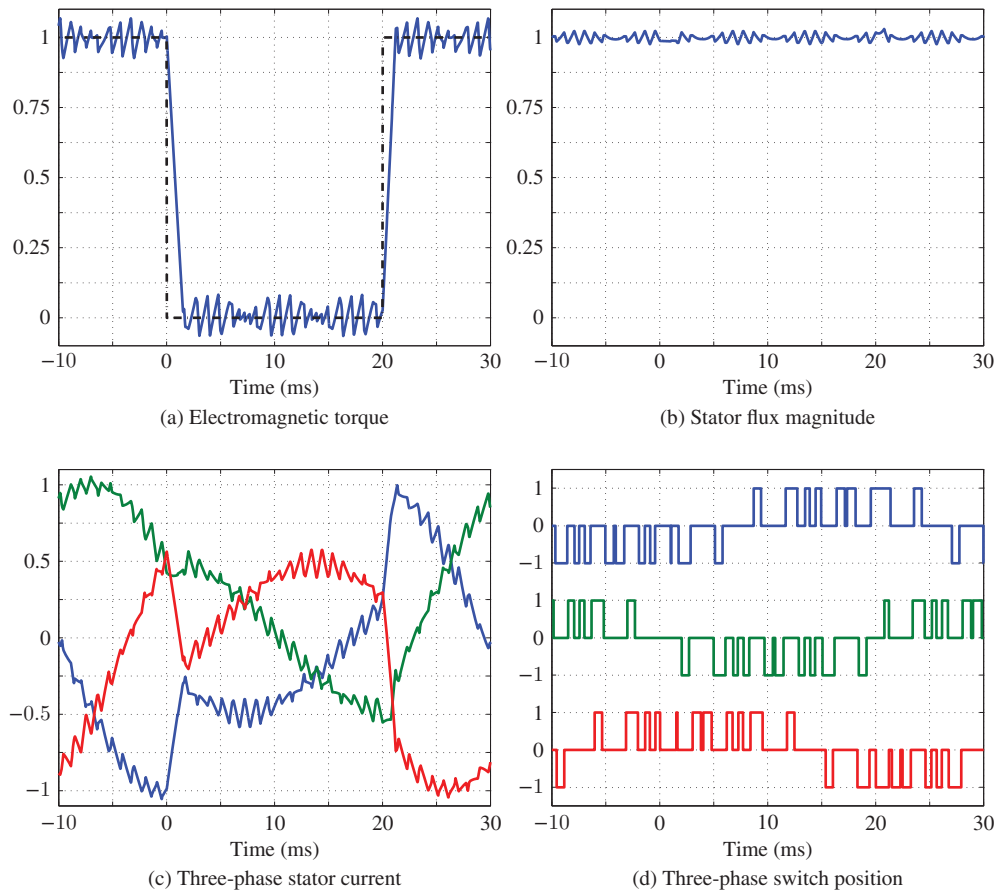 1
0.75
0.5
0.25
0
−10 0 10 20 30
Time (ms)
(a) Electromagnetic torque
1
0.75
0.5
0.25
0
−10 0 10 20 30
Time (ms)
(b) Stator flux magnitude
1
0.5
0
−0.5
−1
−10 0 10 20 30
Time (ms)
(c) Three-phase stator current
1
0
−1
1
0
−1
1
0
−1
−10 0 10 20 30
Time (ms)
(d) Three-phase switch position